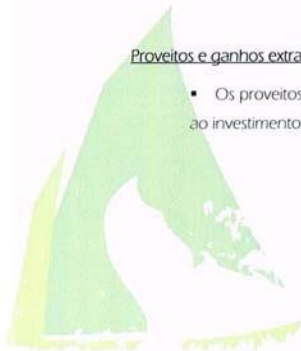 Proveitos e ganhos extra
▪ Os proveitos
ao investimento